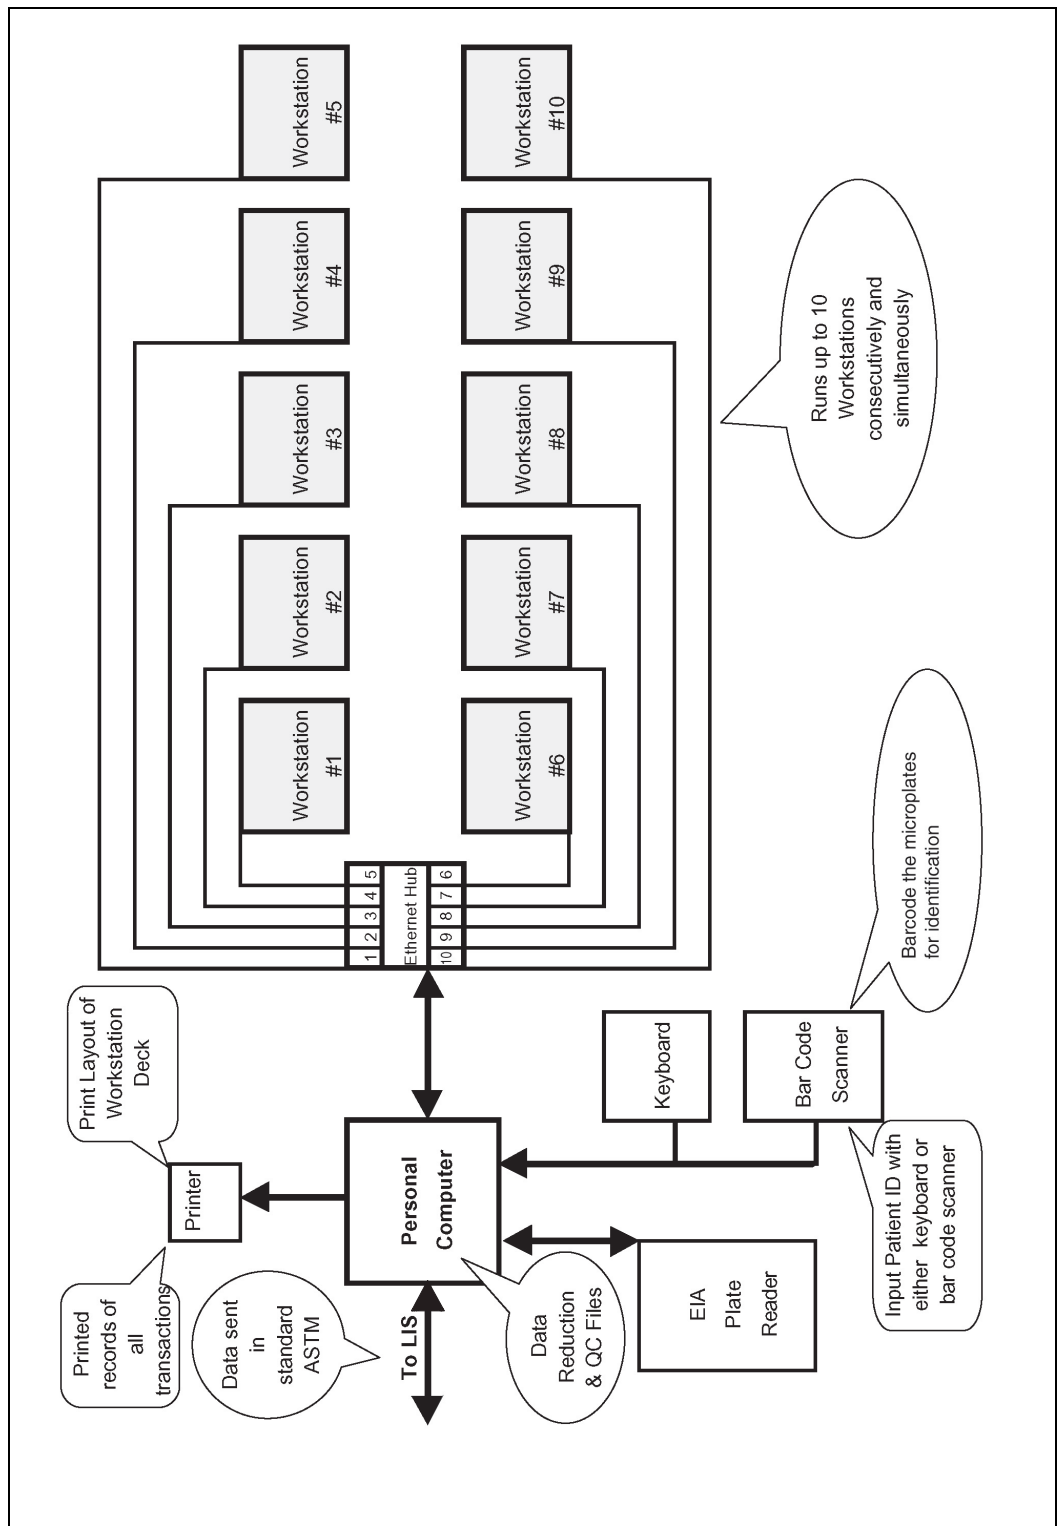 Workstation
#5
Workstation
#4
Workstation
#3
Workstation
#2
Workstation
#1
Workstation
#10
Workstation
#9
Workstation
#8
Workstation
#7
Workstation
#6
1 2 3 4 5
Ethernet Hub
10 9 8 7 6
Runs up to 10
Workstations
consecutively and
simultaneously
Print Layout of
Workstation
Deck
Printer
Printed
records of
all
transactions
Data sent
in
standard
ASTM
To LIS
Personal
Computer
Data
Reduction
& QC Files
EIA
Plate
Reader
Keyboard
Bar Code
Scanner
Barcode the microplates
for identification
Input Patient ID with
either keyboard or
bar code scanner